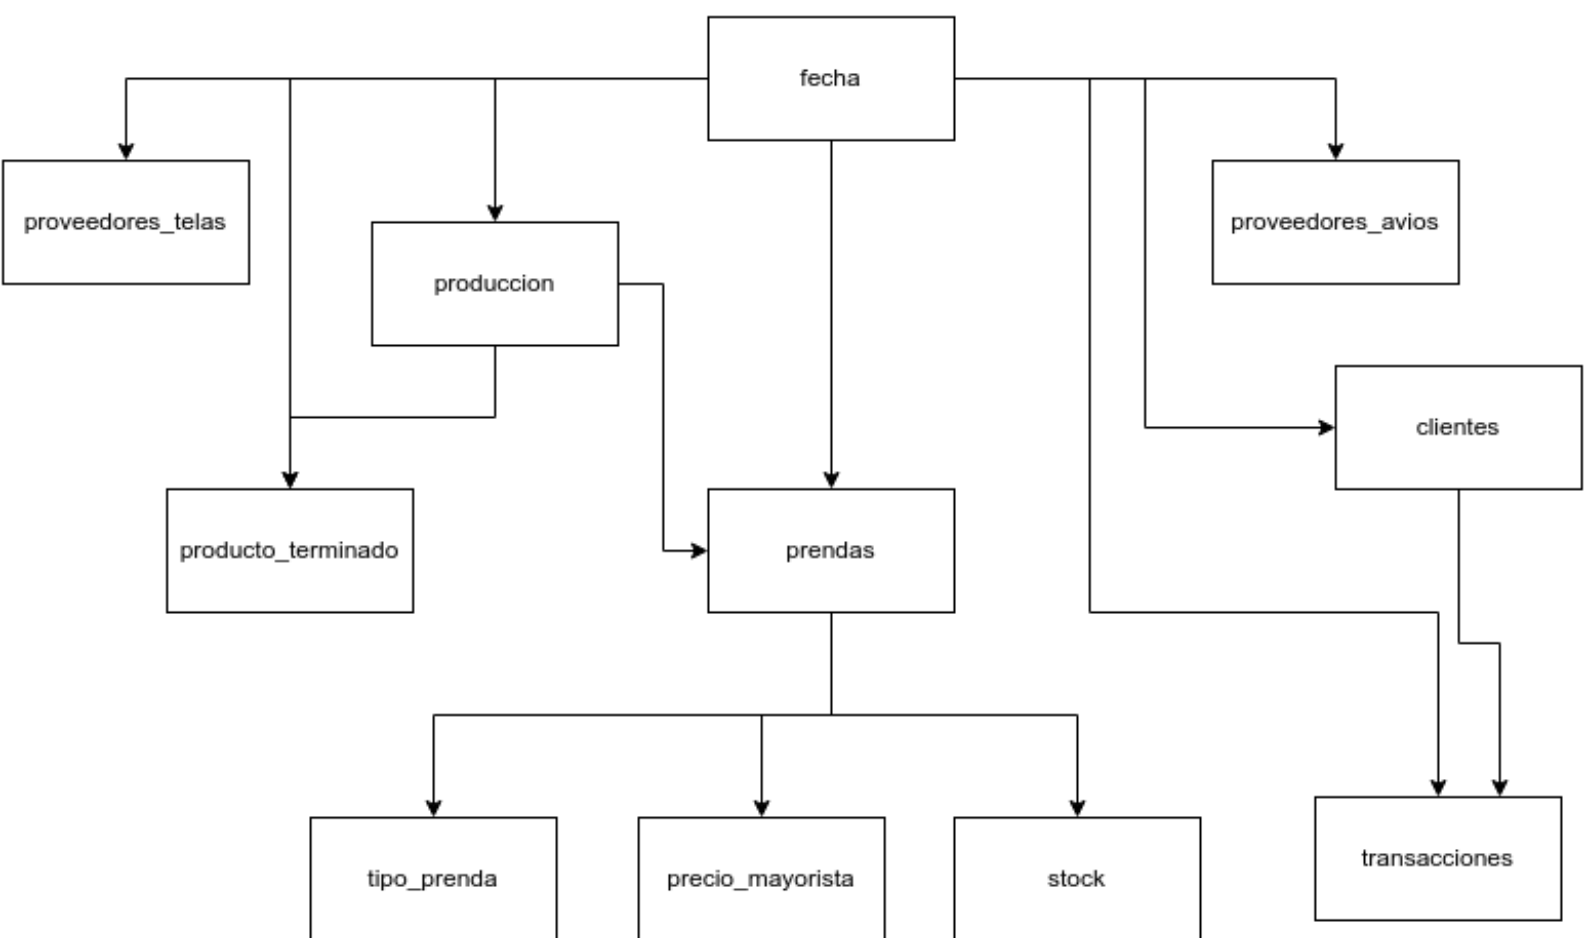 fecha
proveedores_telas
proveedores_avios
produccion
clientes
producto_terminado
prendas
transacciones
tipo_prenda
precio_mayorista
stock